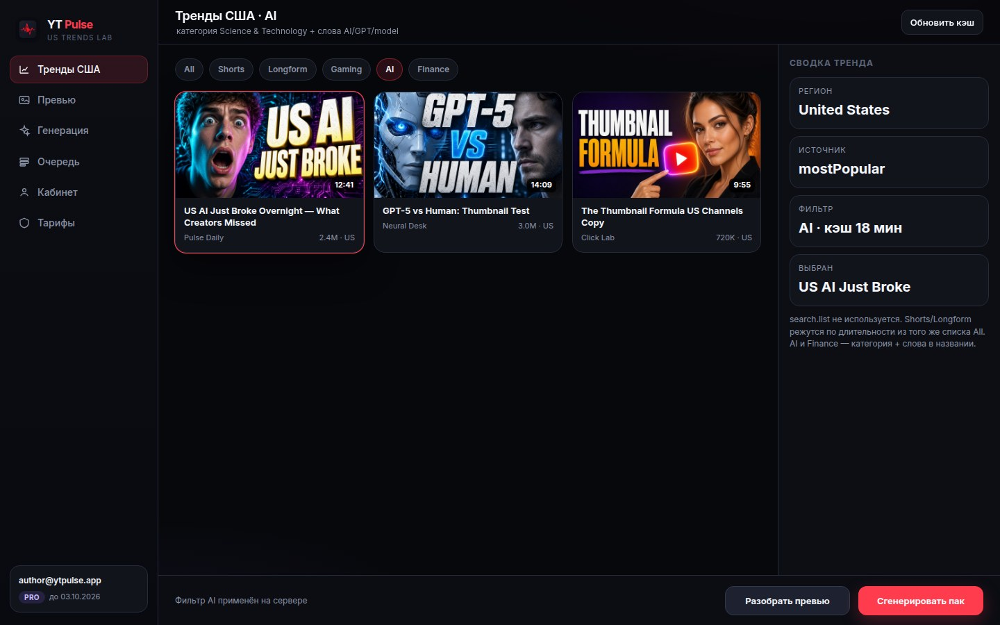 YT Pulse
US TRENDS LAB
Тренды США
Превью
Генерация
Очередь
Кабинет
Тарифы
author@ytpulse.app
PRO до 03.10.2026
Тренды США · AI
категория Science & Technology + слова AI/GPT/model
Обновить кэш
All
Shorts
Longform
Gaming
AI
Finance
US AI
JUST BROKE
12:41
US AI Just Broke Overnight — What
Creators Missed
Pulse Daily
2.4M · US
GPT-5
VS
HUMAN
14:09
GPT-5 vs Human: Thumbnail Test
Neural Desk
3.0M · US
THUMBNAIL
FORMULA
9:55
The Thumbnail Formula US Channels
Copy
Click Lab
720K · US
СВОДКА ТРЕНДА
РЕГИОН
United States
ИСТОЧНИК
mostPopular
ФИЛЬТР
AI · кэш 18 мин
ВЫБРАН
US AI Just Broke
search.list не используется. Shorts/Longform
режутся по длительности из того же списка All.
AI и Finance — категория + слова в названии.
Фильтр AI применён на сервере
Разобрать превью
Сгенерировать пак